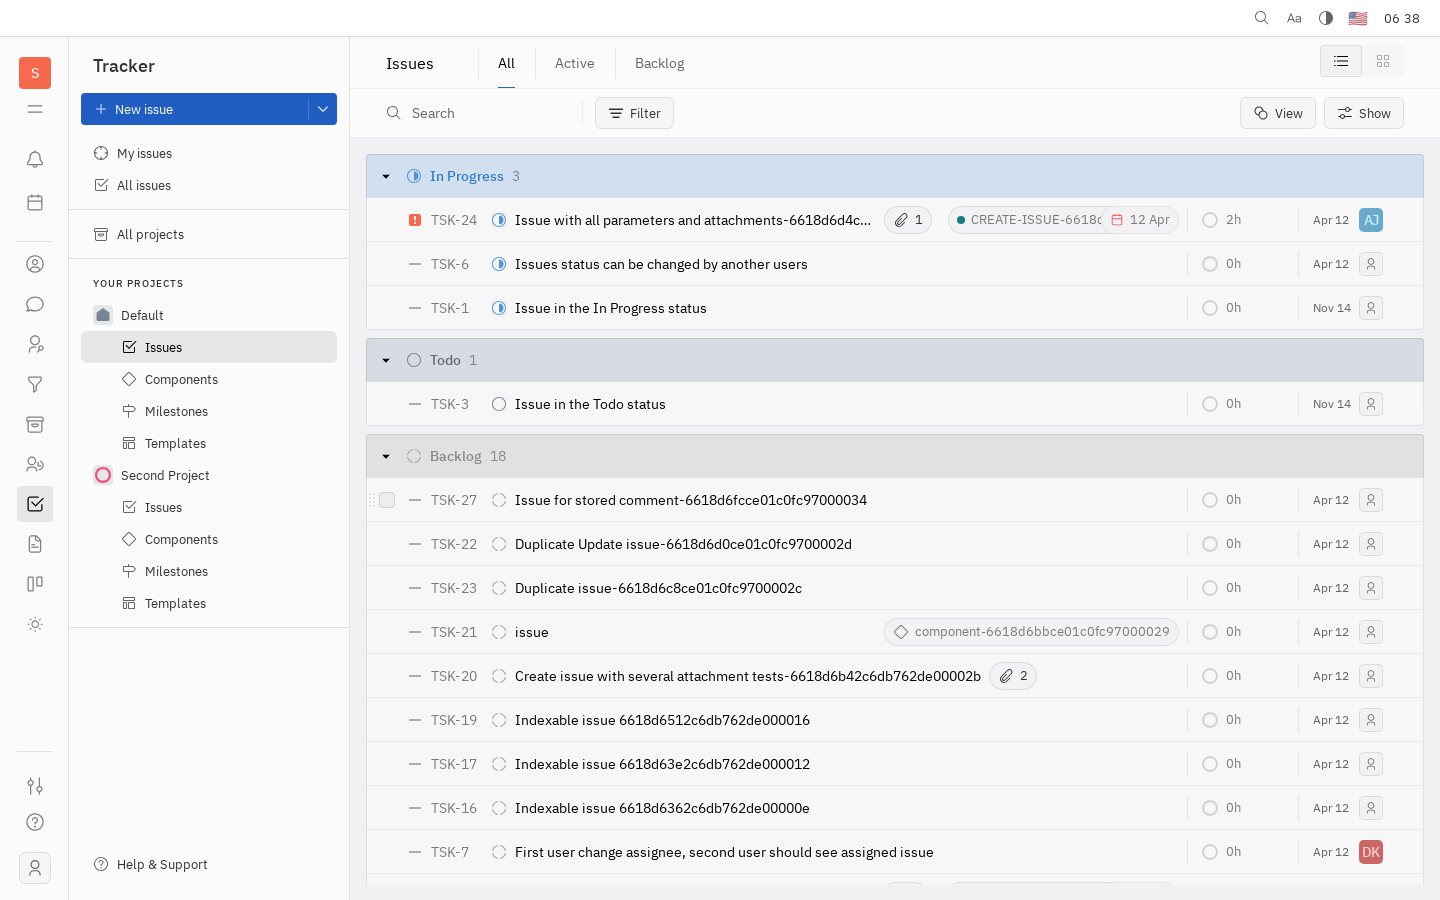 Aa
06 38
S
Tracker
New issue
My issues
All issues
All projects
YOUR PROJECTS
Default
Issues
Components
Milestones
Templates
Second Project
Issues
Components
Milestones
Templates
Help & Support
Issues
All
Active
Backlog
Search
Filter
View
Show
In Progress 3
TSK-24 Issue with all parameters and attachments-6618d6d4c... 1 CREATE-ISSUE-6618 12 Apr 2h Apr 12 AJ
TSK-6 Issues status can be changed by another users 0h Apr 12
TSK-1 Issue in the In Progress status 0h Nov 14
Todo 1
TSK-3 Issue in the Todo status 0h Nov 14
Backlog 18
TSK-27 Issue for stored comment-6618d6fcce01c0fc97000034 0h Apr 12
TSK-22 Duplicate Update issue-6618d6d0ce01c0fc9700002d 0h Apr 12
TSK-23 Duplicate issue-6618d6c8ce01c0fc9700002c 0h Apr 12
TSK-21 issue component-6618d6bbce01c0fc97000029 0h Apr 12
TSK-20 Create issue with several attachment tests-6618d6b42c6db762de00002b 2 0h Apr 12
TSK-19 Indexable issue 6618d6512c6db762de000016 0h Apr 12
TSK-17 Indexable issue 6618d63e2c6db762de000012 0h Apr 12
TSK-16 Indexable issue 6618d6362c6db762de00000e 0h Apr 12
TSK-7 First user change assignee, second user should see assigned issue 0h Apr 12 DK